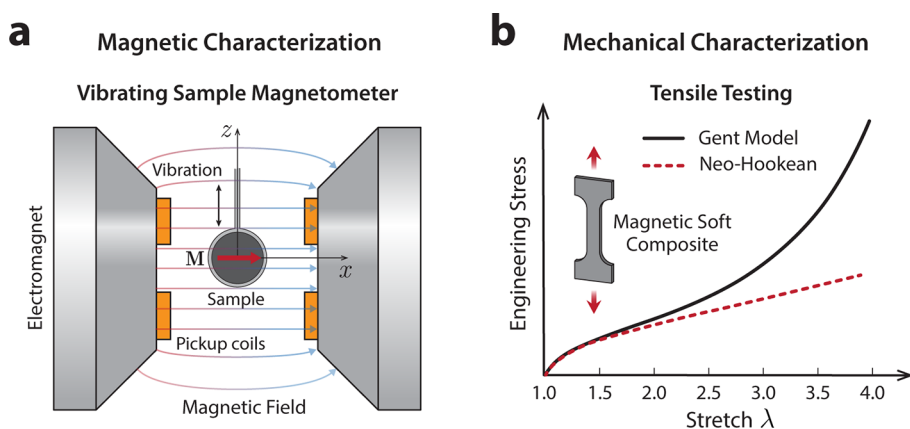 a
Magnetic Characterization
Vibrating Sample Magnetometer
z
Vibration
Electromagnet
M
x
Sample
Pickup coils
Magnetic Field
b
Mechanical Characterization
Tensile Testing
Gent Model
Neo-Hookean
Magnetic Soft
Composite
Engineering Stress
1.0 1.5 2.0 2.5 3.0 3.5 4.0
Stretch λ